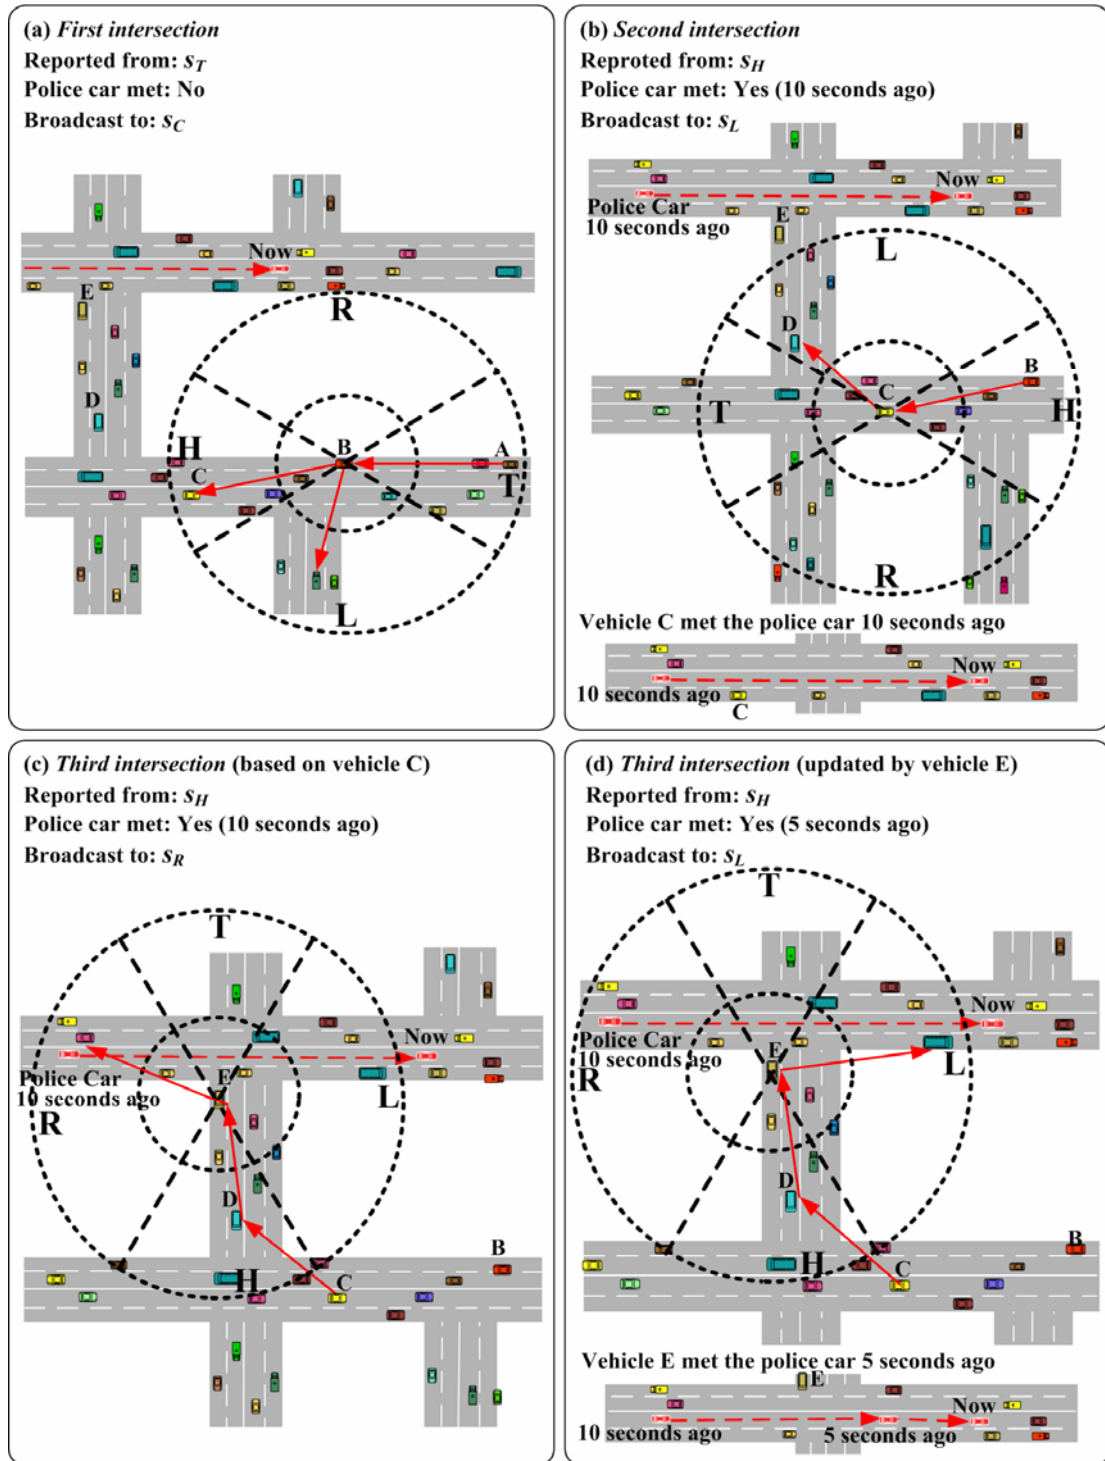 (a) First intersection
Reported from: sT
Police car met: No
Broadcast to: sC
Now
E
R
D
H
B
A
C
T
L
(b) Second intersection
Reproted from: sH
Police car met: Yes (10 seconds ago)
Broadcast to: sL
Now
Police Car
10 seconds ago
E
L
D
B
C
T
H
R
Vehicle C met the police car 10 seconds ago
Now
10 seconds ago
C
(c) Third intersection (based on vehicle C)
Reported from: sH
Police car met: Yes (10 seconds ago)
Broadcast to: sR
T
Now
Police Car
E
10 seconds ago
R
L
D
B
H
C
(d) Third intersection (updated by vehicle E)
Reported from: sH
Police car met: Yes (5 seconds ago)
Broadcast to: sL
T
Now
Police Car
E
10 seconds ago
R
L
D
B
H
C
Vehicle E met the police car 5 seconds ago
E
Now
10 seconds ago
5 seconds ago